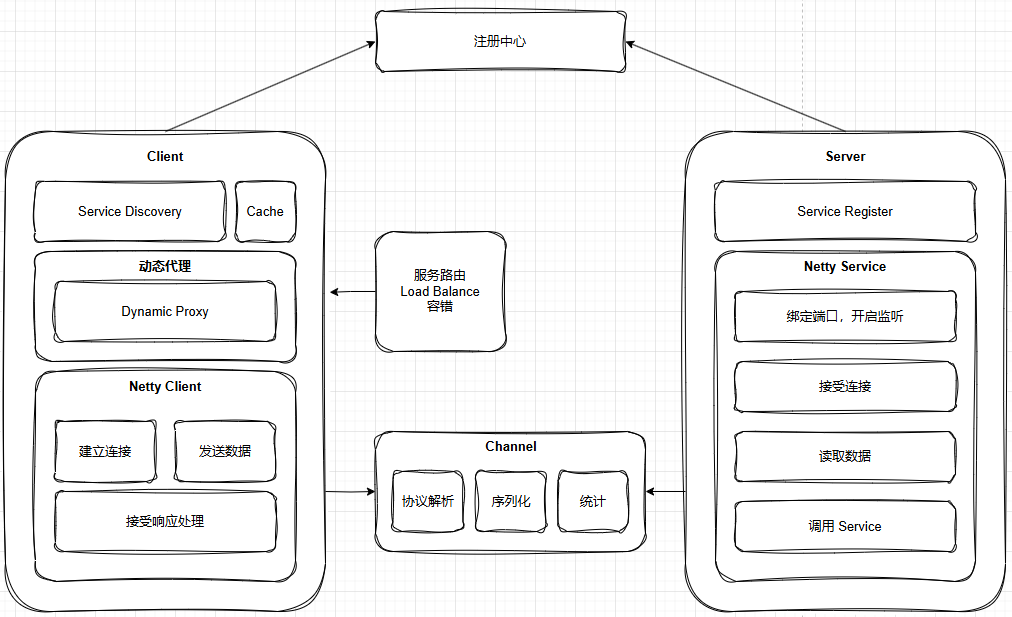 注册中心
Client
Service Discovery
Cache
动态代理
Dynamic Proxy
Netty Client
建立连接
发送数据
接受响应处理
服务路由
Load Balance
容错
Channel
协议解析
序列化
统计
Server
Service Register
Netty Service
绑定端口，开启监听
接受连接
读取数据
调用 Service